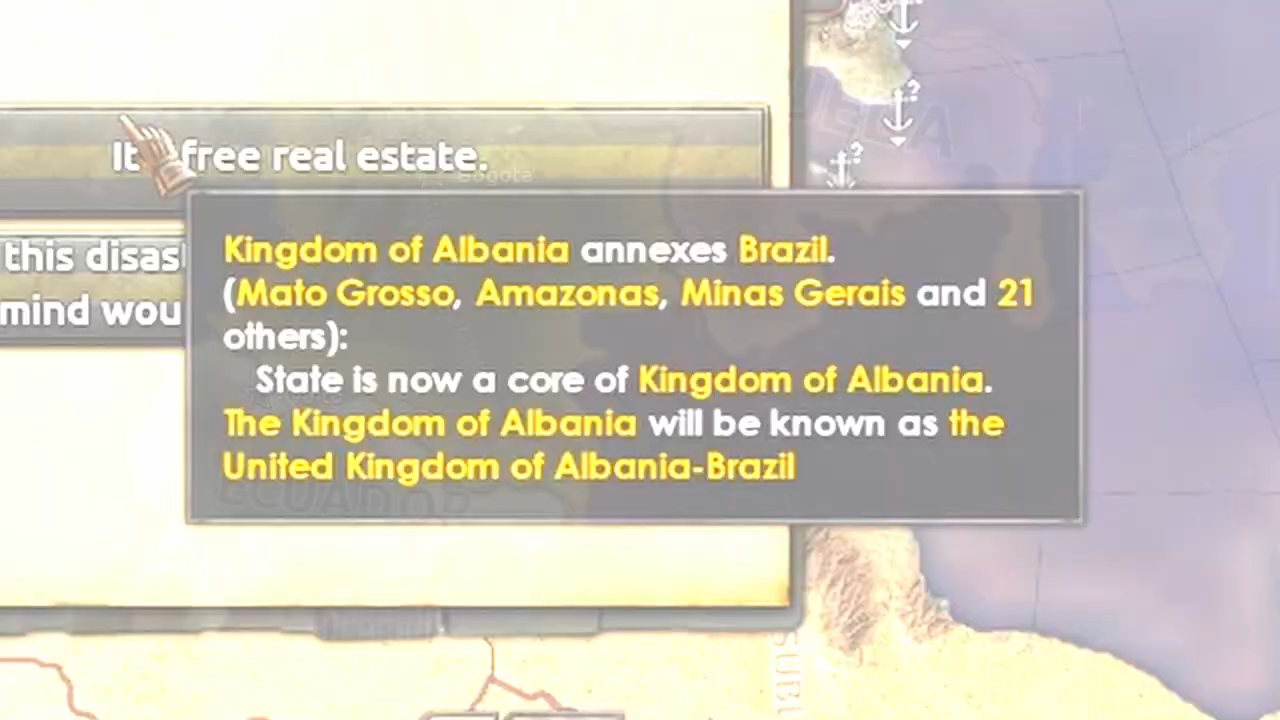 It free real estate.
Bogota
this disas
mind wou
Kingdom of Albania annexes Brazil.
(Mato Grosso, Amazonas, Minas Gerais and 21
others):
State is now a core of Kingdom of Albania.
The Kingdom of Albania will be known as the
United Kingdom of Albania-Brazil
ECUADOR